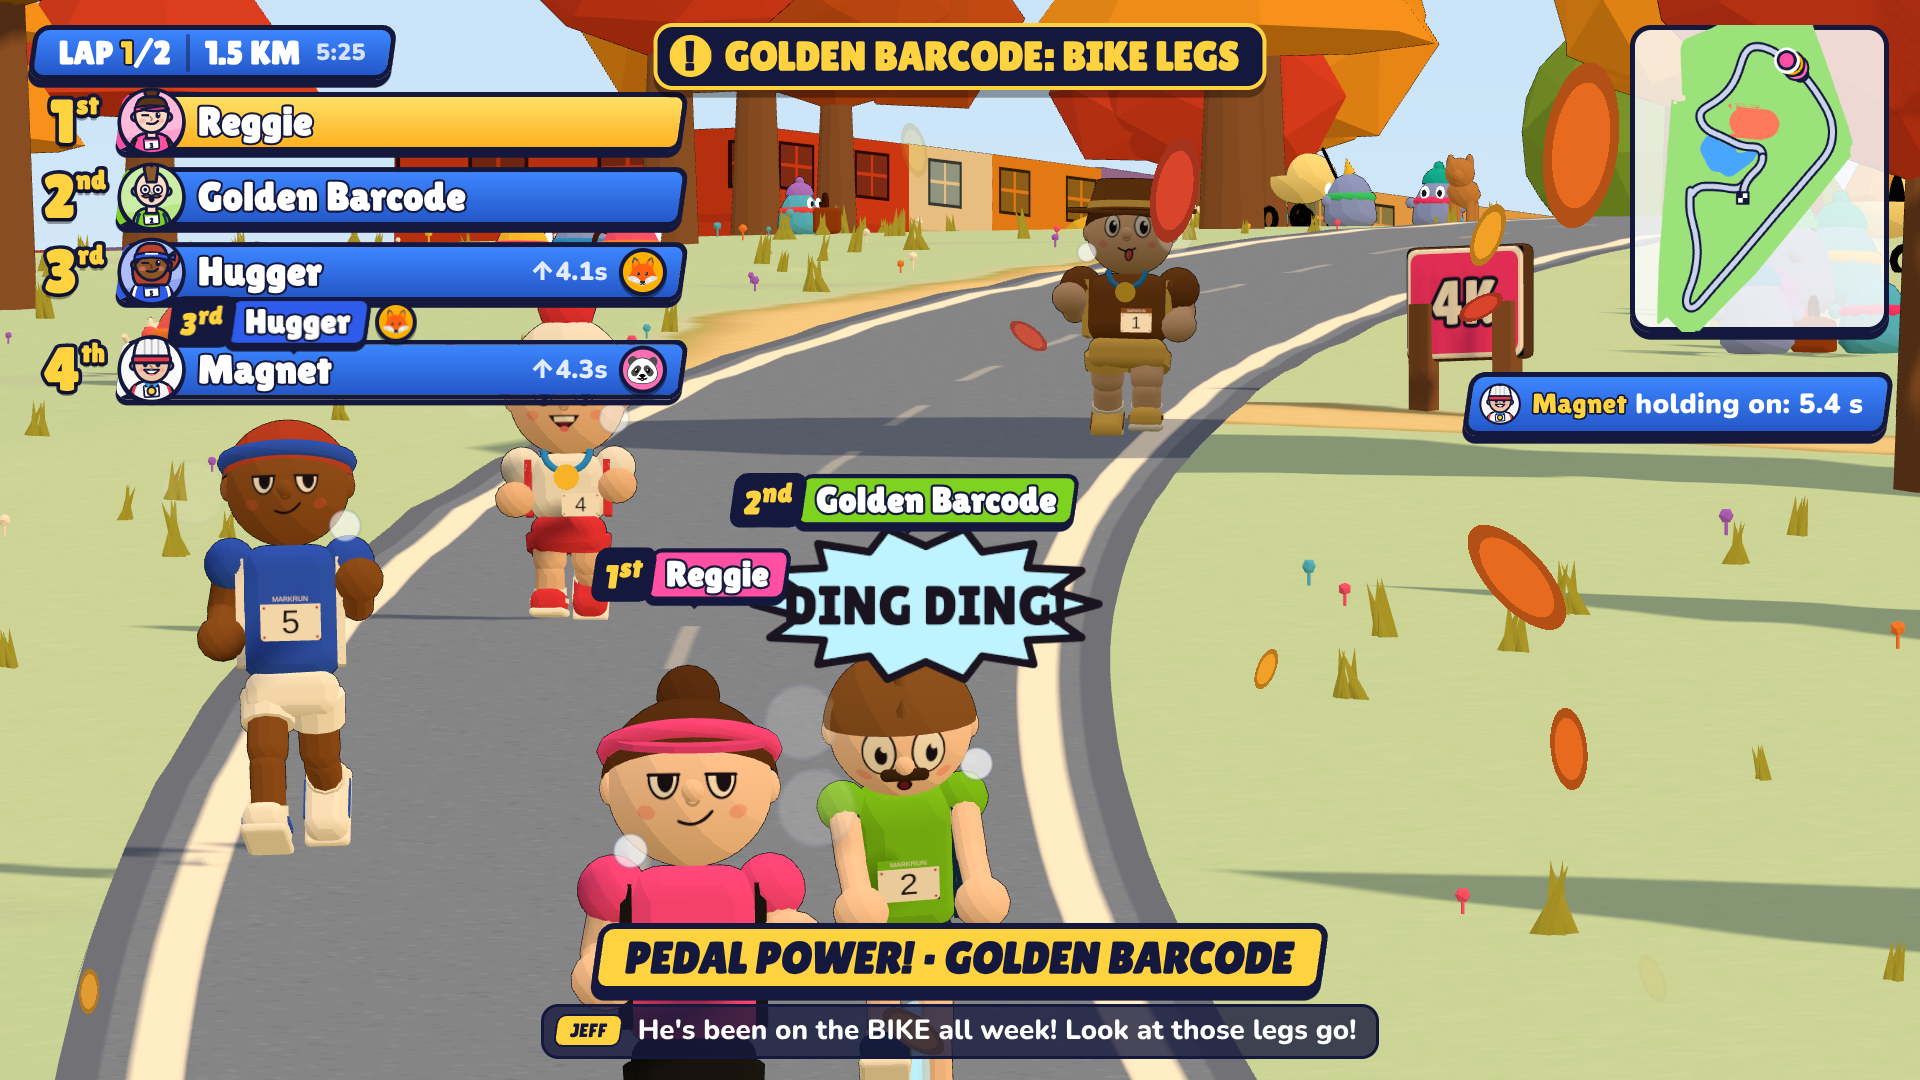 LAP 1/2 1.5 KM 5:25
! GOLDEN BARCODE: BIKE LEGS
1st Reggie
2nd Golden Barcode
3rd Hugger ↑4.1s
3rd Hugger
4th Magnet ↑4.3s
1
4K
Magnet holding on: 5.4 s
4
2nd Golden Barcode
1st Reggie
DING DING!
MARKRUN
5
MARKRUN
2
PEDAL POWER! · GOLDEN BARCODE
JEFF He's been on the BIKE all week! Look at those legs go!